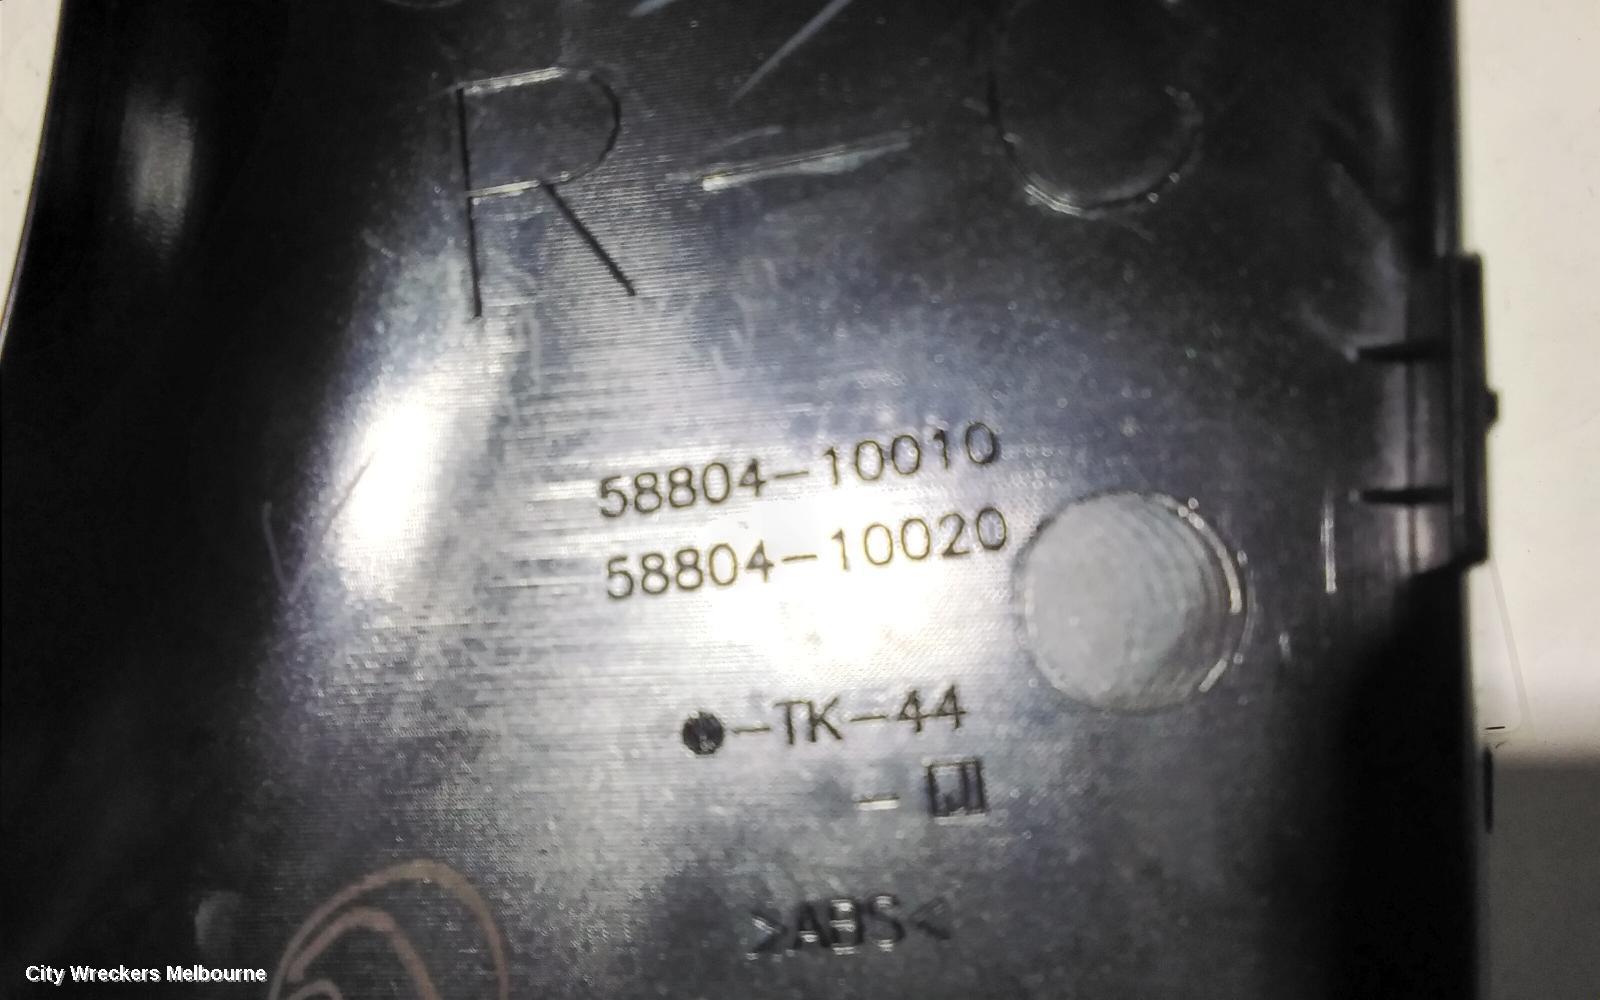 R-C
58804-10010
58804-10020
●-TK-44
>ABS<
City Wreckers Melbourne